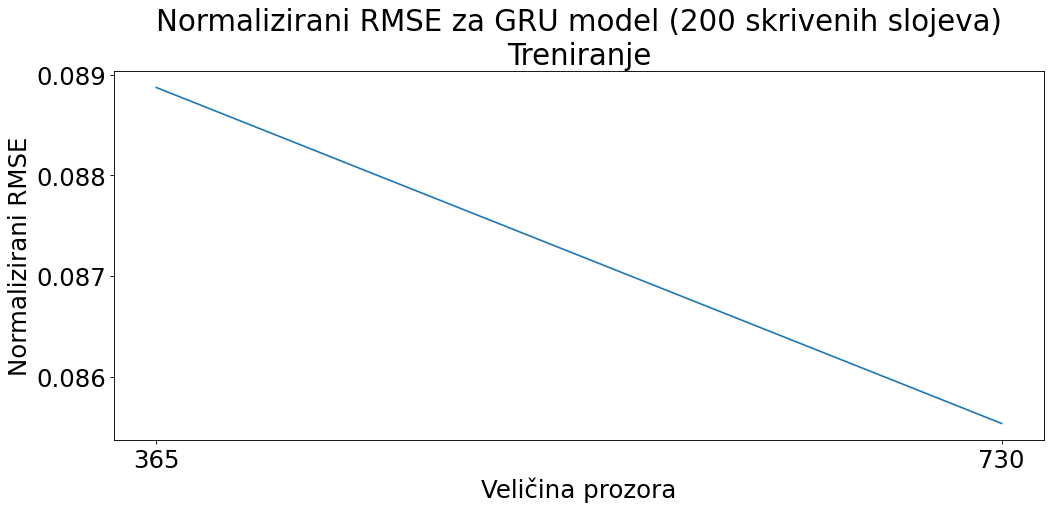 Normalizirani RMSE za GRU model (200 skrivenih slojeva)
Treniranje
Normalizirani RMSE
0.089
0.088
0.087
0.086
365
730
Veličina prozora